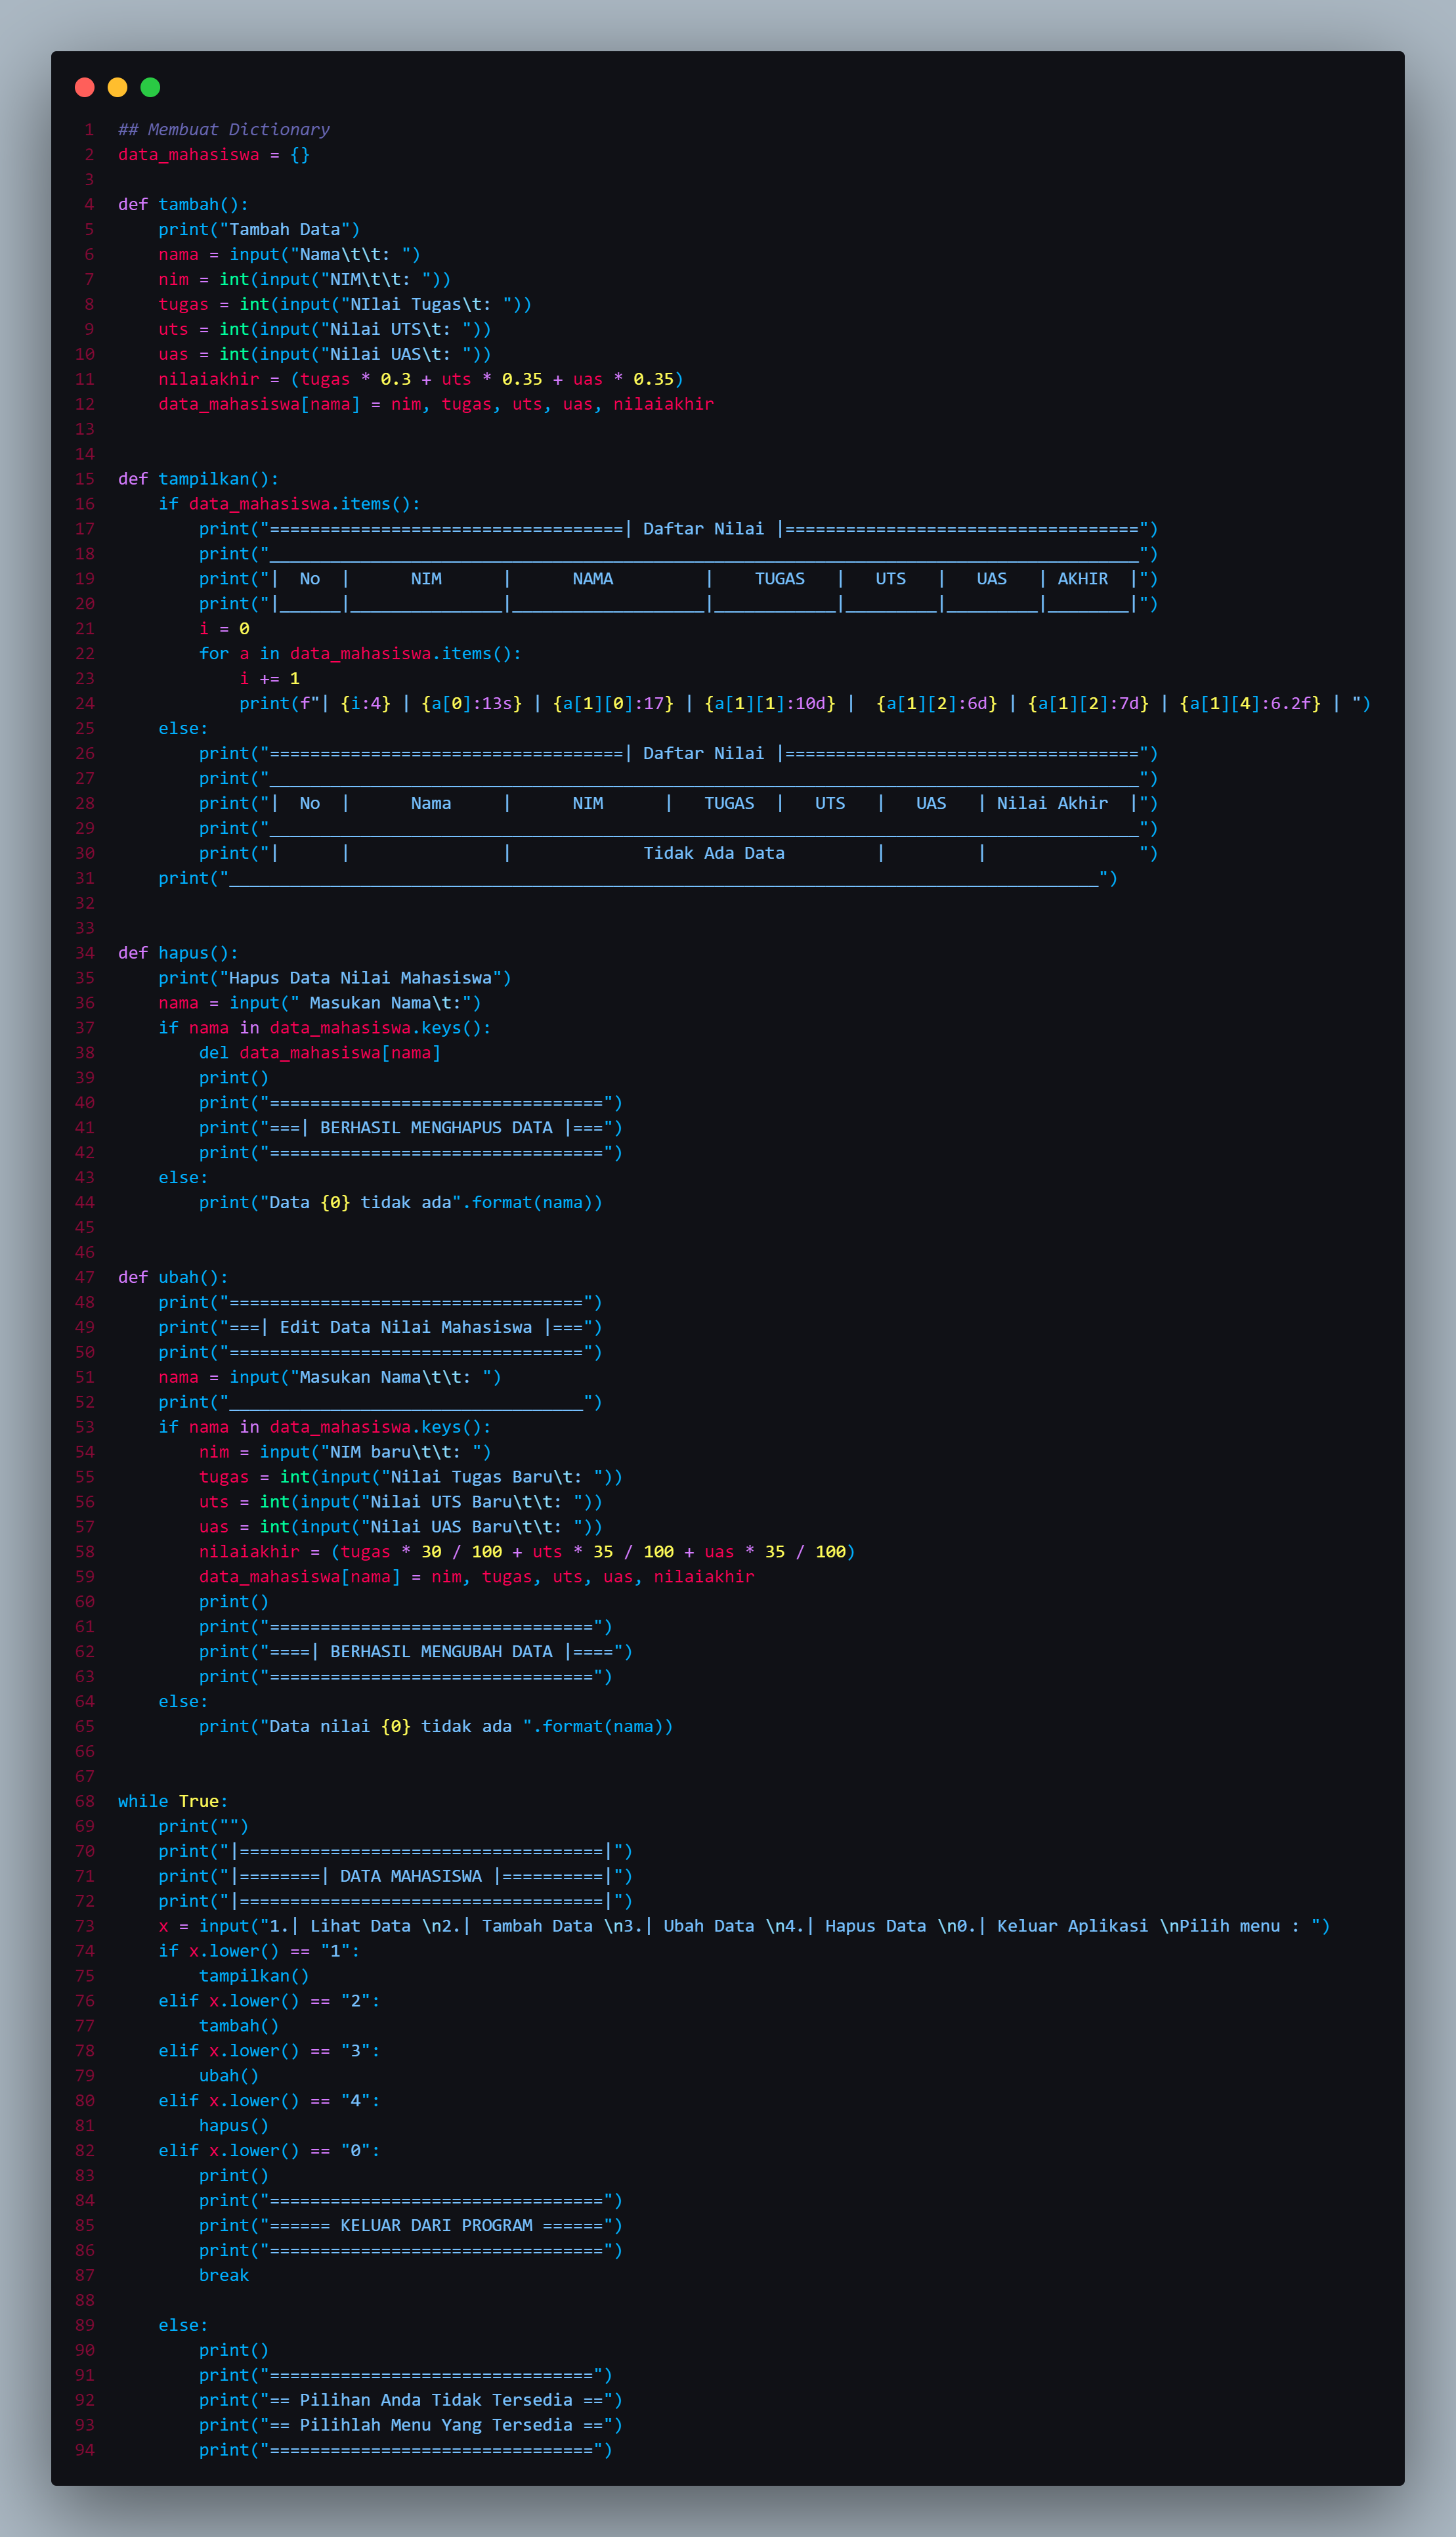 1 ## Membuat Dictionary
2 data_mahasiswa = {}
3
4 def tambah():
5     print("Tambah Data")
6     nama = input("Nama\t\t: ")
7     nim = int(input("NIM\t\t: "))
8     tugas = int(input("NIlai Tugas\t: "))
9     uts = int(input("Nilai UTS\t: "))
10     uas = int(input("Nilai UAS\t: "))
11     nilaiakhir = (tugas * 0.3 + uts * 0.35 + uas * 0.35)
12     data_mahasiswa[nama] = nim, tugas, uts, uas, nilaiakhir
13
14
15 def tampilkan():
16     if data_mahasiswa.items():
17         print("===================================| Daftar Nilai |===================================")
18         print("______________________________________________________________________________________")
19         print("|  No  |      NIM      |      NAMA         |    TUGAS   |   UTS   |   UAS   | AKHIR  |")
20         print("|______|_______________|___________________|____________|_________|_________|________|")
21         i = 0
22         for a in data_mahasiswa.items():
23             i += 1
24             print(f"| {i:4} | {a[0]:13s} | {a[1][0]:17} | {a[1][1]:10d} |  {a[1][2]:6d} | {a[1][2]:7d} | {a[1][4]:6.2f} | ")
25     else:
26         print("===================================| Daftar Nilai |===================================")
27         print("______________________________________________________________________________________")
28         print("|  No  |      Nama     |      NIM      |   TUGAS  |   UTS   |   UAS   | Nilai Akhir  |")
29         print("______________________________________________________________________________________")
30         print("|      |               |             Tidak Ada Data         |         |               ")
31     print("______________________________________________________________________________________")
32
33
34 def hapus():
35     print("Hapus Data Nilai Mahasiswa")
36     nama = input(" Masukan Nama\t:")
37     if nama in data_mahasiswa.keys():
38         del data_mahasiswa[nama]
39         print()
40         print("=================================")
41         print("===| BERHASIL MENGHAPUS DATA |===")
42         print("=================================")
43     else:
44         print("Data {0} tidak ada".format(nama))
45
46
47 def ubah():
48     print("===================================")
49     print("===| Edit Data Nilai Mahasiswa |===")
50     print("===================================")
51     nama = input("Masukan Nama\t\t: ")
52     print("___________________________________")
53     if nama in data_mahasiswa.keys():
54         nim = input("NIM baru\t\t: ")
55         tugas = int(input("Nilai Tugas Baru\t: "))
56         uts = int(input("Nilai UTS Baru\t\t: "))
57         uas = int(input("Nilai UAS Baru\t\t: "))
58         nilaiakhir = (tugas * 30 / 100 + uts * 35 / 100 + uas * 35 / 100)
59         data_mahasiswa[nama] = nim, tugas, uts, uas, nilaiakhir
60         print()
61         print("================================")
62         print("====| BERHASIL MENGUBAH DATA |====")
63         print("================================")
64     else:
65         print("Data nilai {0} tidak ada ".format(nama))
66
67
68 while True:
69     print("")
70     print("|====================================|")
71     print("|========| DATA MAHASISWA |==========|")
72     print("|====================================|")
73     x = input("1.| Lihat Data \n2.| Tambah Data \n3.| Ubah Data \n4.| Hapus Data \n0.| Keluar Aplikasi \nPilih menu : ")
74     if x.lower() == "1":
75         tampilkan()
76     elif x.lower() == "2":
77         tambah()
78     elif x.lower() == "3":
79         ubah()
80     elif x.lower() == "4":
81         hapus()
82     elif x.lower() == "0":
83         print()
84         print("=================================")
85         print("====== KELUAR DARI PROGRAM ======")
86         print("=================================")
87         break
88
89     else:
90         print()
91         print("================================")
92         print("== Pilihan Anda Tidak Tersedia ==")
93         print("== Pilihlah Menu Yang Tersedia ==")
94         print("================================")